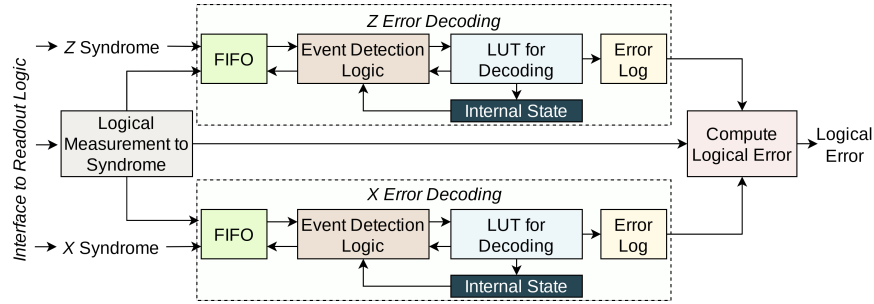 Interface to Readout Logic
Z Error Decoding
Z Syndrome
FIFO
Event Detection
Logic
LUT for
Decoding
Error
Log
Internal State
Logical
Measurement to
Syndrome
Compute
Logical Error
Logical
Error
X Error Decoding
X Syndrome
FIFO
Event Detection
Logic
LUT for
Decoding
Error
Log
Internal State